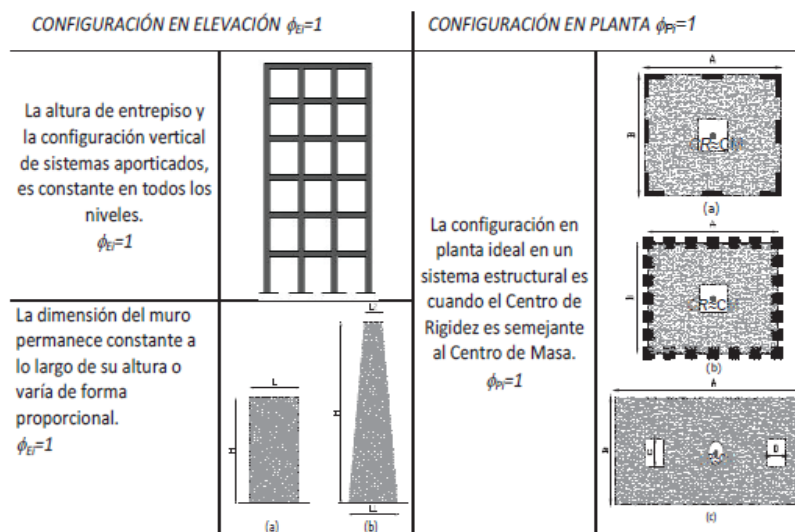 CONFIGURACIÓN EN ELEVACIÓN ϕEi=1
CONFIGURACIÓN EN PLANTA ϕPi=1
La altura de entrepiso y
la configuración vertical
de sistemas aporticados,
es constante en todos los
niveles.
ϕEi=1
La dimensión del muro
permanece constante a
lo largo de su altura o
varía de forma
proporcional.
ϕEi=1
L
H
(a)
L'
H
(b)
La configuración en
planta ideal en un
sistema estructural es
cuando el Centro de
Rigidez es semejante
al Centro de Masa.
ϕPi=1
A
B
CR≈CM
(a)
A
B
CR≈CM
(b)
A
B
C
D
(c)